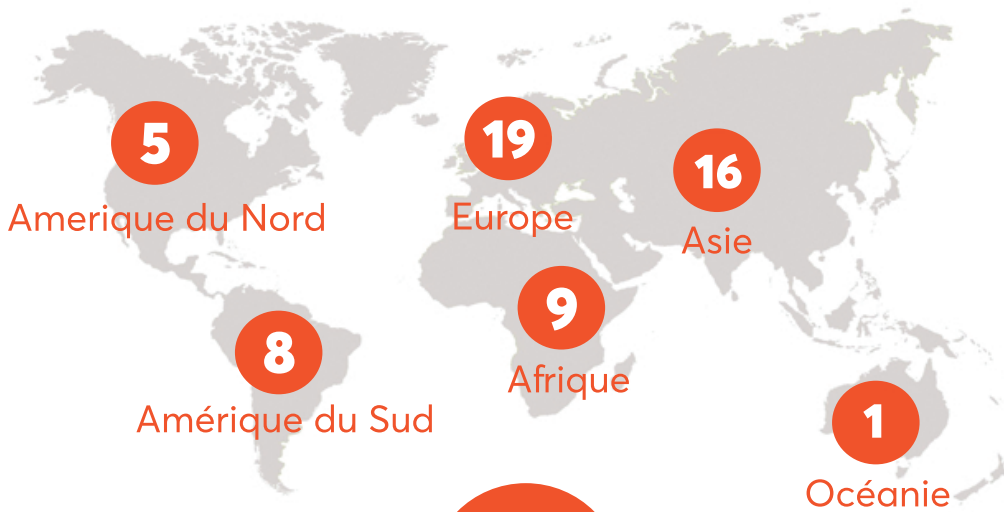 5
Amerique du Nord
19
Europe
16
Asie
9
Afrique
8
Amérique du Sud
1
Océanie